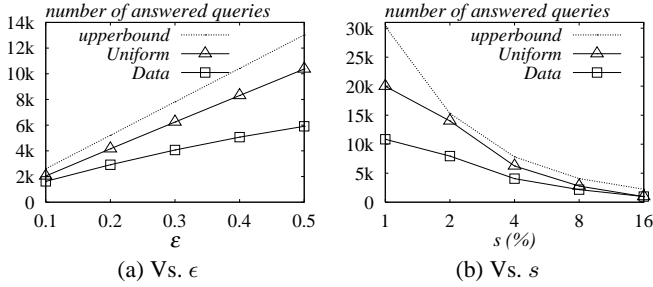 number of answered queries
14k
12k
10k
8k
6k
4k
2k
0k
upperbound
Uniform
Data
0.1 0.2 0.3 0.4 0.5
ε
(a) Vs. ϵ
number of answered queries
30k
25k
20k
15k
10k
5k
0k
upperbound
Uniform
Data
1 2 4 8 16
s (%)
(b) Vs. s